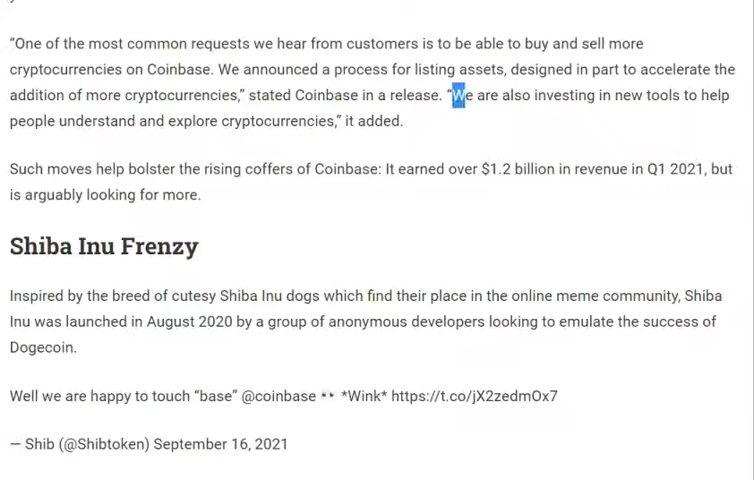 “One of the most common requests we hear from customers is to be able to buy and sell more
cryptocurrencies on Coinbase. We announced a process for listing assets, designed in part to accelerate the
addition of more cryptocurrencies,” stated Coinbase in a release. “We are also investing in new tools to help
people understand and explore cryptocurrencies,” it added.
Such moves help bolster the rising coffers of Coinbase: It earned over $1.2 billion in revenue in Q1 2021, but
is arguably looking for more.
Shiba Inu Frenzy
Inspired by the breed of cutesy Shiba Inu dogs which find their place in the online meme community, Shiba
Inu was launched in August 2020 by a group of anonymous developers looking to emulate the success of
Dogecoin.
Well we are happy to touch “base” @coinbase 👀 *Wink* https://t.co/jX2zedmOx7
— Shib (@Shibtoken) September 16, 2021